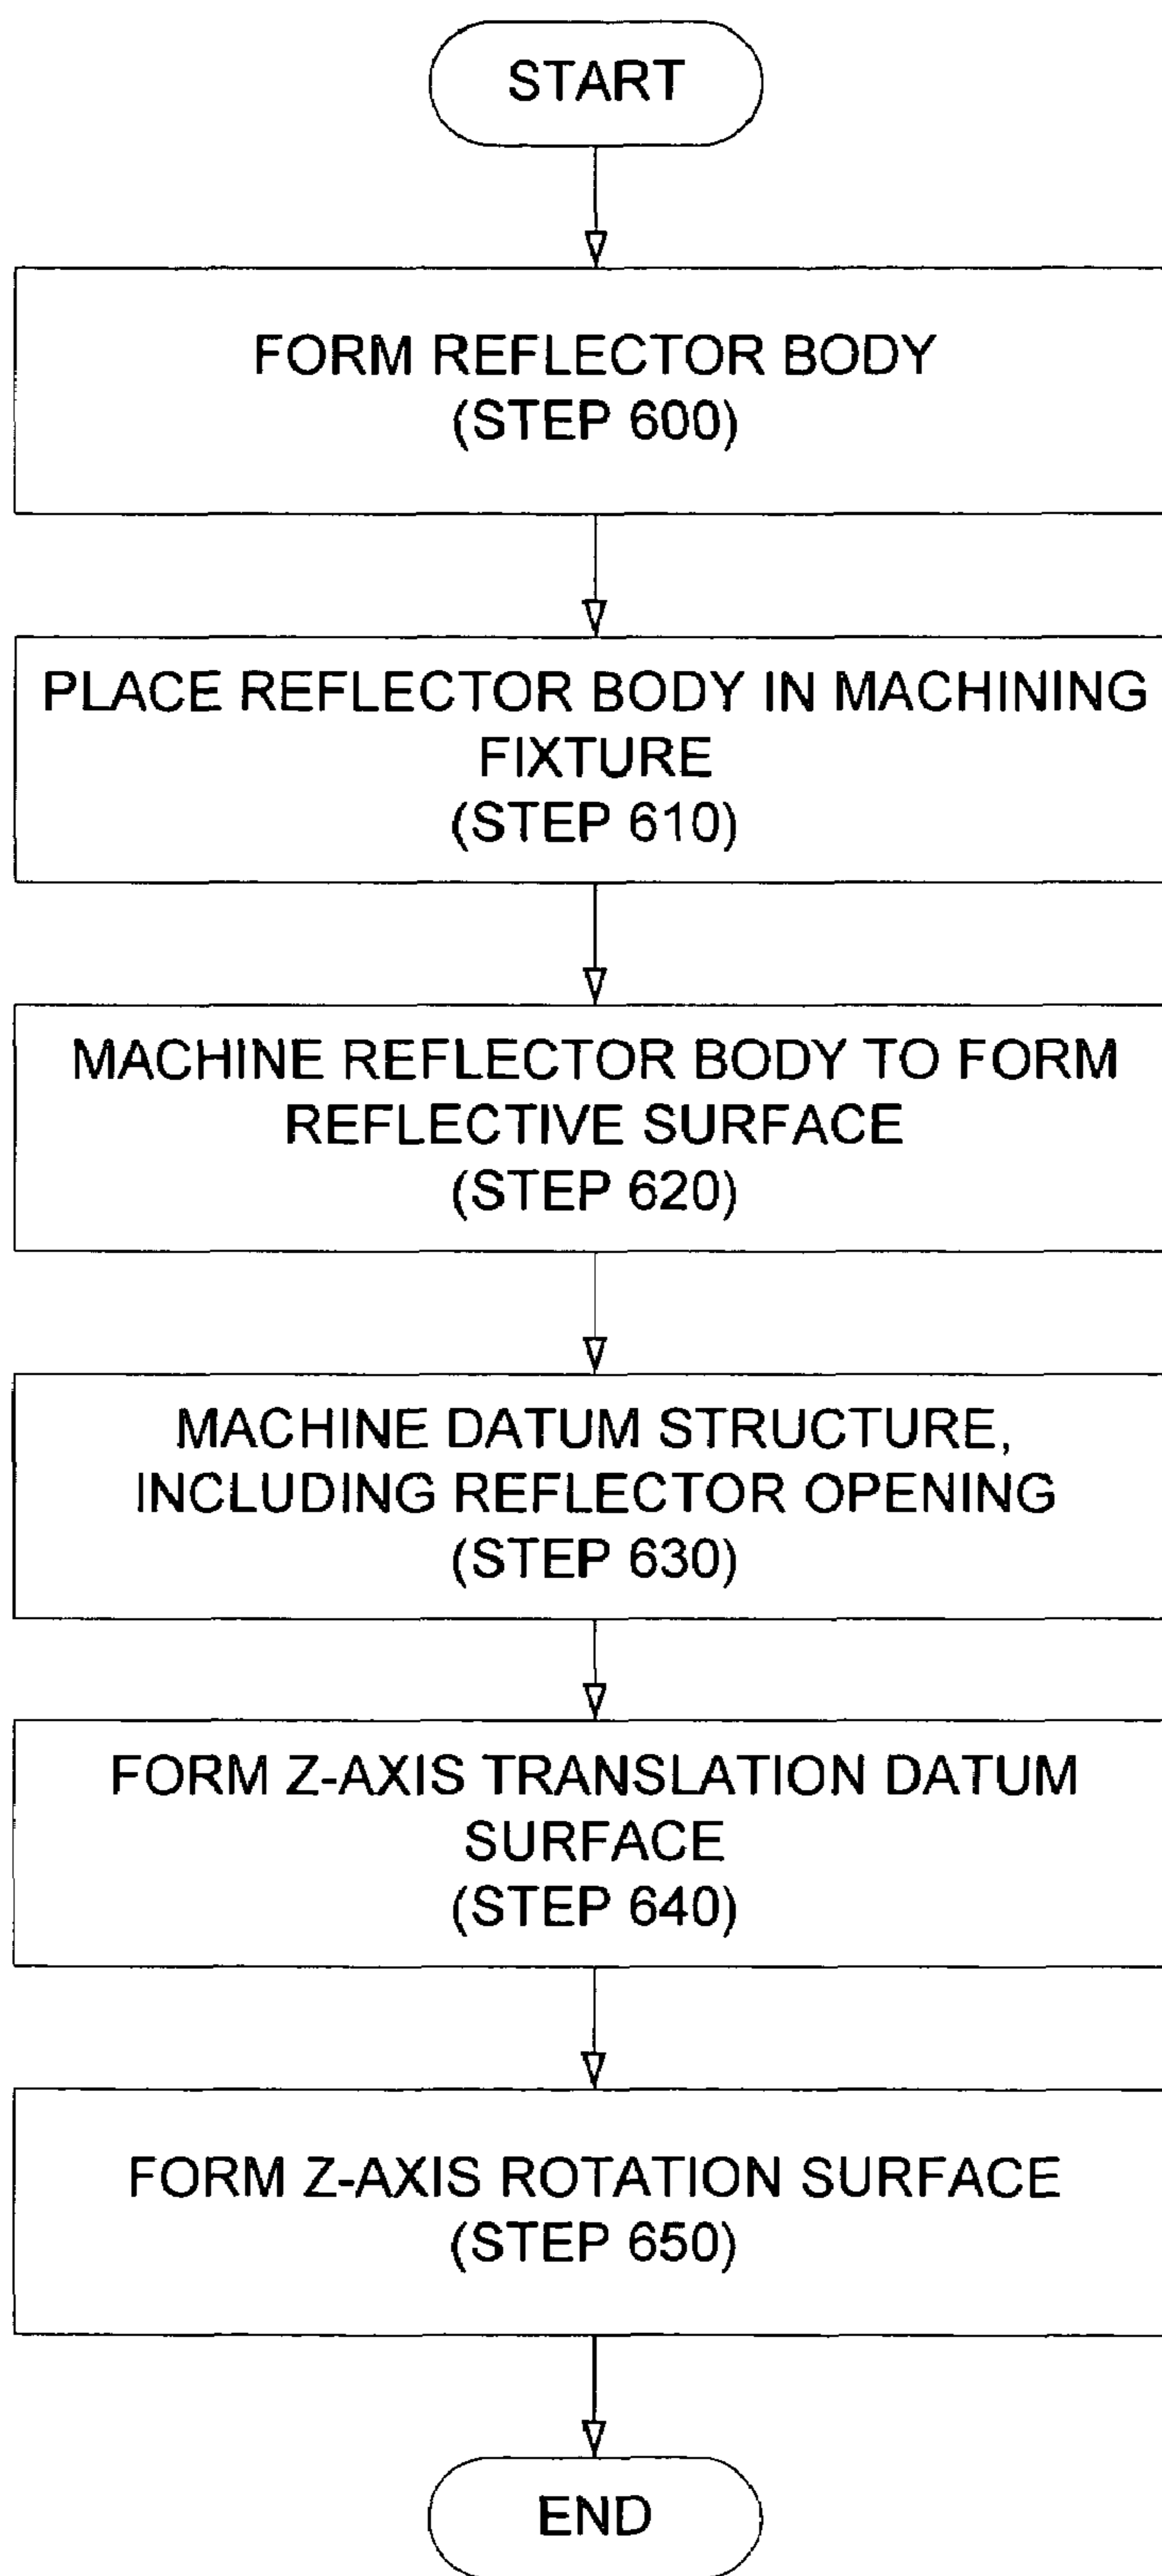 START
FORM REFLECTOR BODY
(STEP 600)
PLACE REFLECTOR BODY IN MACHINING
FIXTURE
(STEP 610)
MACHINE REFLECTOR BODY TO FORM
REFLECTIVE SURFACE
(STEP 620)
MACHINE DATUM STRUCTURE,
INCLUDING REFLECTOR OPENING
(STEP 630)
FORM Z-AXIS TRANSLATION DATUM
SURFACE
(STEP 640)
FORM Z-AXIS ROTATION SURFACE
(STEP 650)
END